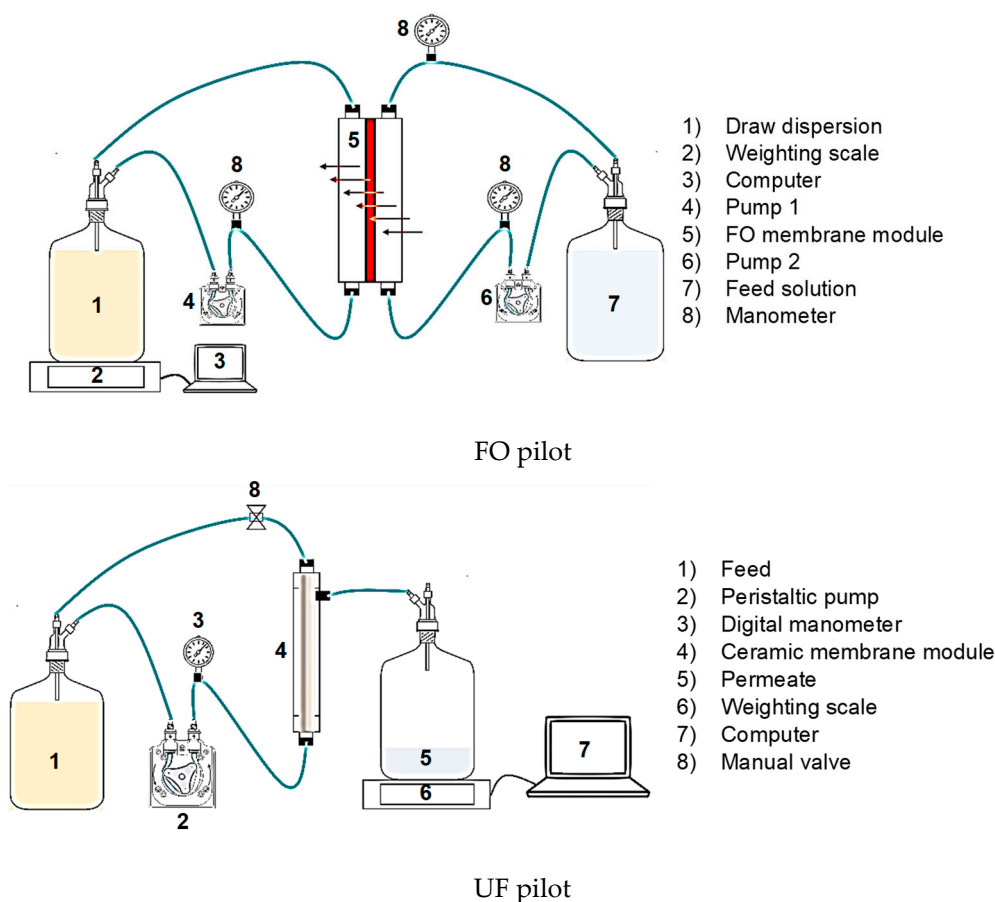 8
5
8
8
4
6
1
7
3
2
1) Draw dispersion
2) Weighting scale
3) Computer
4) Pump 1
5) FO membrane module
6) Pump 2
7) Feed solution
8) Manometer
FO pilot
8
3
4
1
5
7
6
2
1) Feed
2) Peristaltic pump
3) Digital manometer
4) Ceramic membrane module
5) Permeate
6) Weighting scale
7) Computer
8) Manual valve
UF pilot